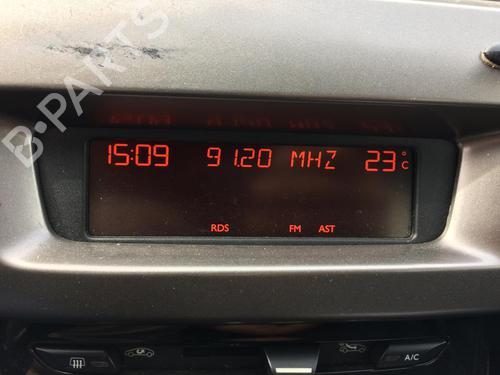 B-PARTS
15:09 91.20 MHZ 23°C
RDS FM AST
A/C